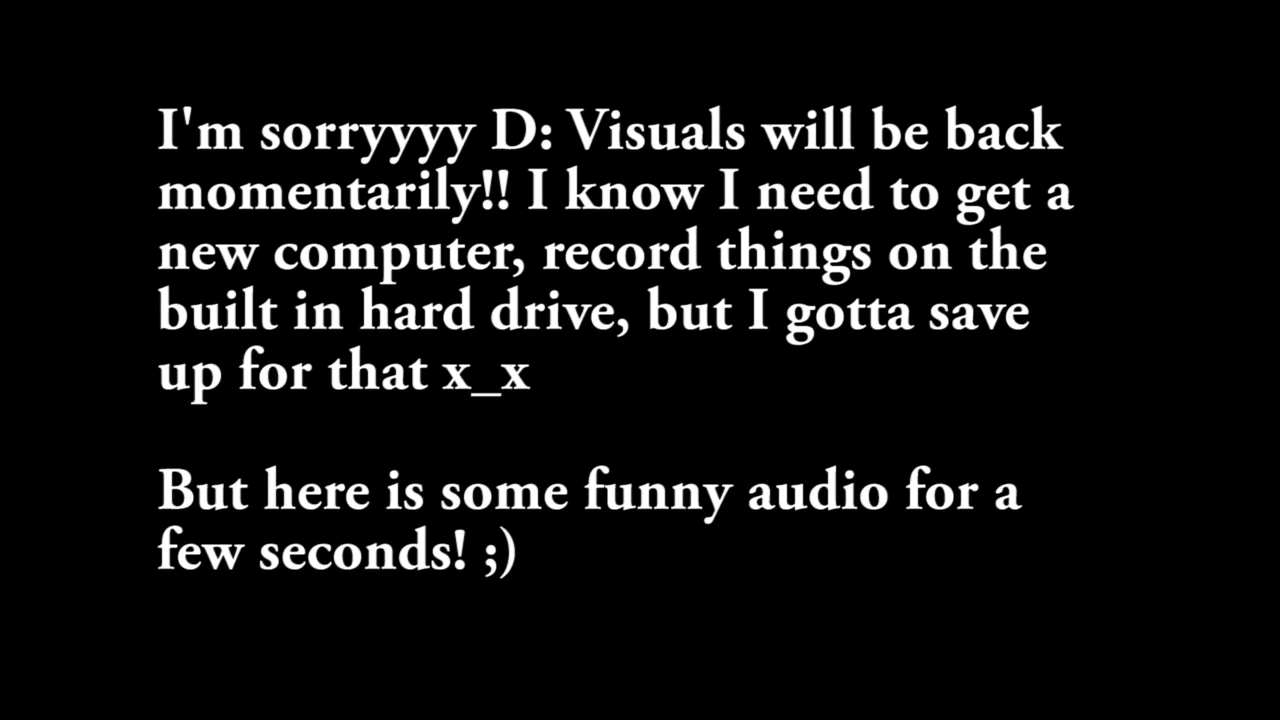 I'm sorryyyy D: Visuals will be back
momentarily!! I know I need to get a
new computer, record things on the
built in hard drive, but I gotta save
up for that x_x
But here is some funny audio for a
few seconds! ;)